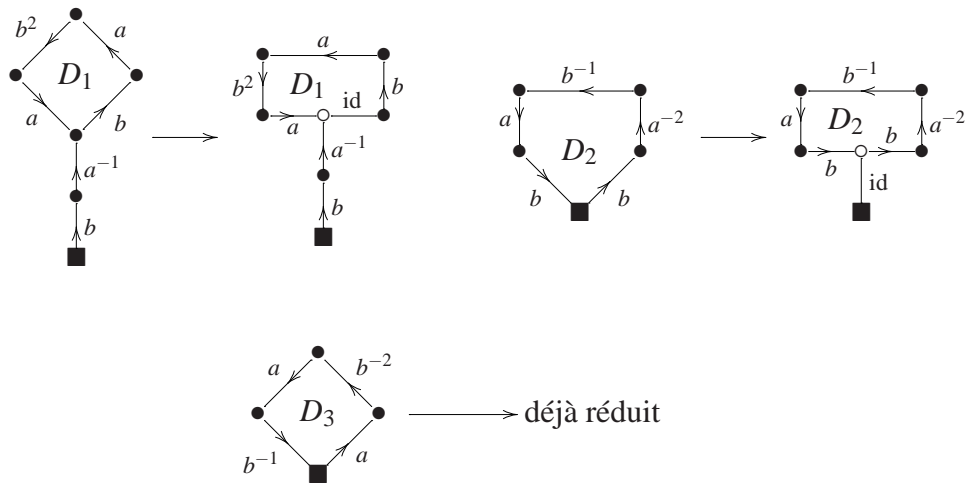 b² a
D₁
a b
a⁻¹
b
a
b² D₁ b
a id
a⁻¹
b
b⁻¹
a D₂ a⁻²
b b
b⁻¹
a D₂ a⁻²
b b
id
a b⁻²
D₃ déjà réduit
b⁻¹ a